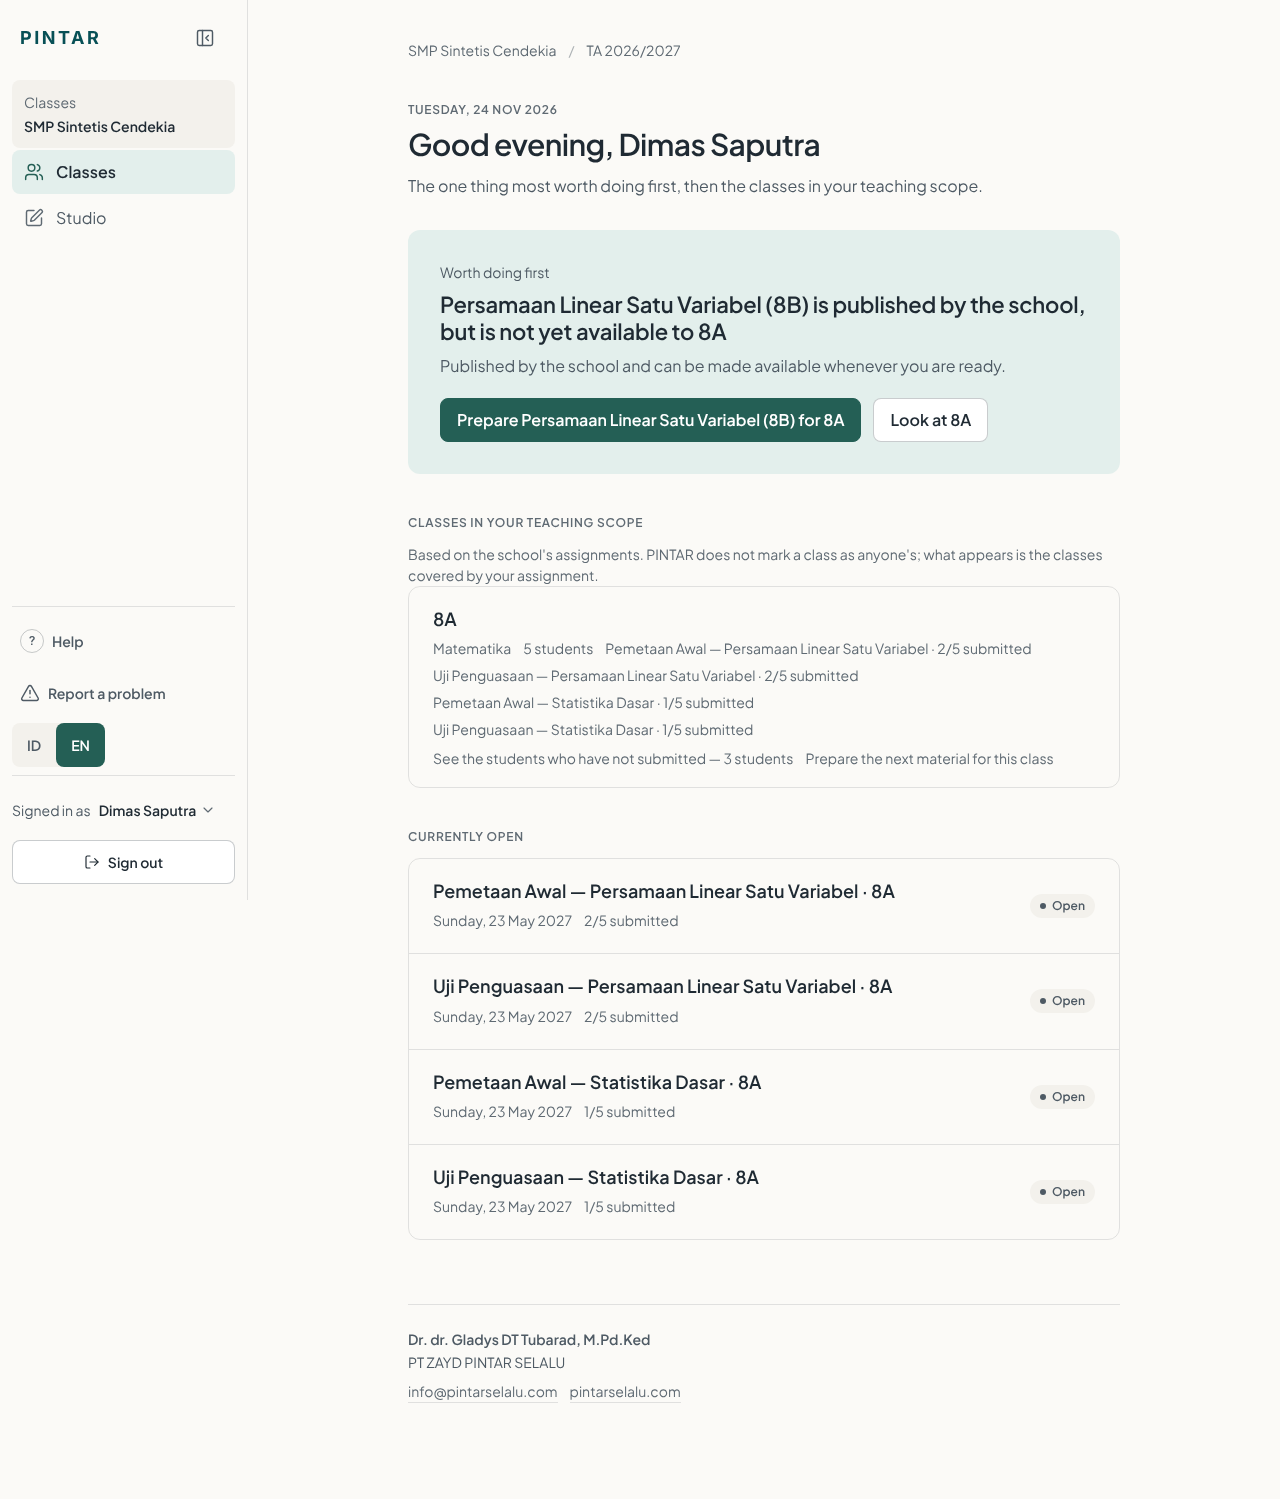 PINTAR
Classes
SMP Sintetis Cendekia
Classes
Studio
? Help
Report a problem
ID EN
Signed in as Dimas Saputra
Sign out
SMP Sintetis Cendekia / TA 2026/2027
TUESDAY, 24 NOV 2026
Good evening, Dimas Saputra
The one thing most worth doing first, then the classes in your teaching scope.
Worth doing first
Persamaan Linear Satu Variabel (8B) is published by the school,
but is not yet available to 8A
Published by the school and can be made available whenever you are ready.
Prepare Persamaan Linear Satu Variabel (8B) for 8A Look at 8A
CLASSES IN YOUR TEACHING SCOPE
Based on the school's assignments. PINTAR does not mark a class as anyone's; what appears is the classes
covered by your assignment.
8A
Matematika 5 students Pemetaan Awal — Persamaan Linear Satu Variabel · 2/5 submitted
Uji Penguasaan — Persamaan Linear Satu Variabel · 2/5 submitted
Pemetaan Awal — Statistika Dasar · 1/5 submitted
Uji Penguasaan — Statistika Dasar · 1/5 submitted
See the students who have not submitted — 3 students Prepare the next material for this class
CURRENTLY OPEN
Pemetaan Awal — Persamaan Linear Satu Variabel · 8A
Sunday, 23 May 2027 2/5 submitted
Open
Uji Penguasaan — Persamaan Linear Satu Variabel · 8A
Sunday, 23 May 2027 2/5 submitted
Open
Pemetaan Awal — Statistika Dasar · 8A
Sunday, 23 May 2027 1/5 submitted
Open
Uji Penguasaan — Statistika Dasar · 8A
Sunday, 23 May 2027 1/5 submitted
Open
Dr. dr. Gladys DT Tubarad, M.Pd.Ked
PT ZAYD PINTAR SELALU
info@pintarselalu.com pintarselalu.com